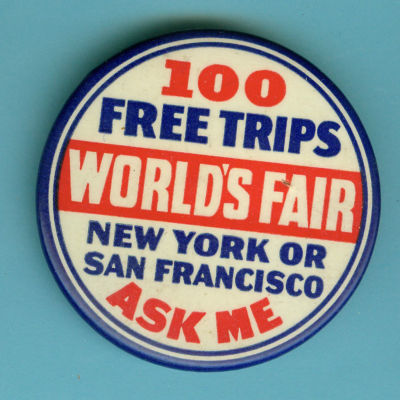 100
FREE TRIPS
WORLD'S FAIR
NEW YORK OR
SAN FRANCISCO
ASK ME